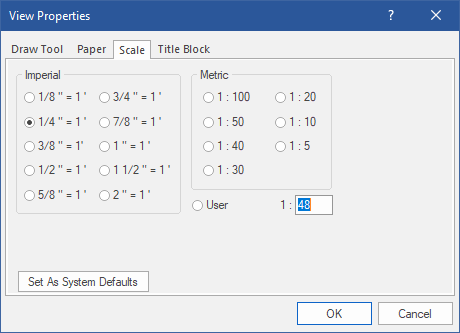 View Properties ?
Draw Tool Paper Scale Title Block
Imperial Metric
1/8 " = 1 ' 3/4 " = 1 ' 1 : 100 1 : 20
1/4 " = 1 ' 7/8 " = 1 ' 1 : 50 1 : 10
3/8 " = 1' 1 " = 1 ' 1 : 40 1 : 5
1/2 " = 1 ' 1 1/2 " = 1 ' 1 : 30
5/8 " = 1 ' 2 " = 1 '
User 1 : 48
Set As System Defaults
OK Cancel